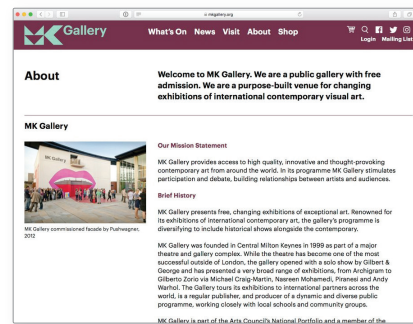 mkgallery.org
MK Gallery
What's On News Visit About Shop
Login Mailing List
About
Welcome to MK Gallery. We are a public gallery with free
admission. We are a purpose-built venue for changing
exhibitions of international contemporary visual art.
MK Gallery
MK Gallery
MK Gallery commissioned facade by Pushwagner,
2012
Our Mission Statement
MK Gallery provides access to high quality, innovative and thought-provoking
contemporary art from around the world. In its programme MK Gallery stimulates
participation and debate, building relationships between artists and audiences.
Brief History
MK Gallery presents free, changing exhibitions of exceptional art. Renowned for
its exhibitions of international contemporary art, the gallery's programme is
diversifying to include historical shows alongside the contemporary.
MK Gallery was founded in Central Milton Keynes in 1999 as part of a major
theatre and gallery complex. While the theatre has become one of the most
successful outside of London, the gallery opened with a solo show by Gilbert &
George and has presented a very broad range of exhibitions, from Archigram to
Gilberto Zorio via Michael Craig-Martin, Nasreen Mohamedi, Piranesi and Andy
Warhol. The Gallery tours its exhibitions to international partners across the
world, is a regular publisher, and producer of a dynamic and diverse public
programme, working closely with local schools and community groups.
MK Gallery is part of the Arts Council's National Portfolio and a member of the